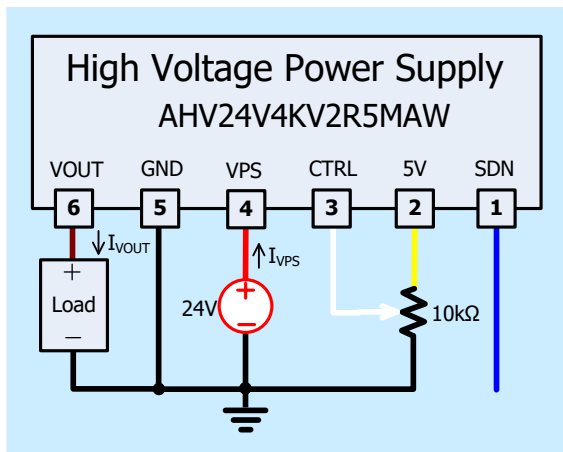 High Voltage Power Supply
AHV24V4KV2R5MAW
VOUT GND VPS CTRL 5V SDN
6 5 4 3 2 1
IVOUT IVPS
+ +
Load 24V 10kΩ
− −